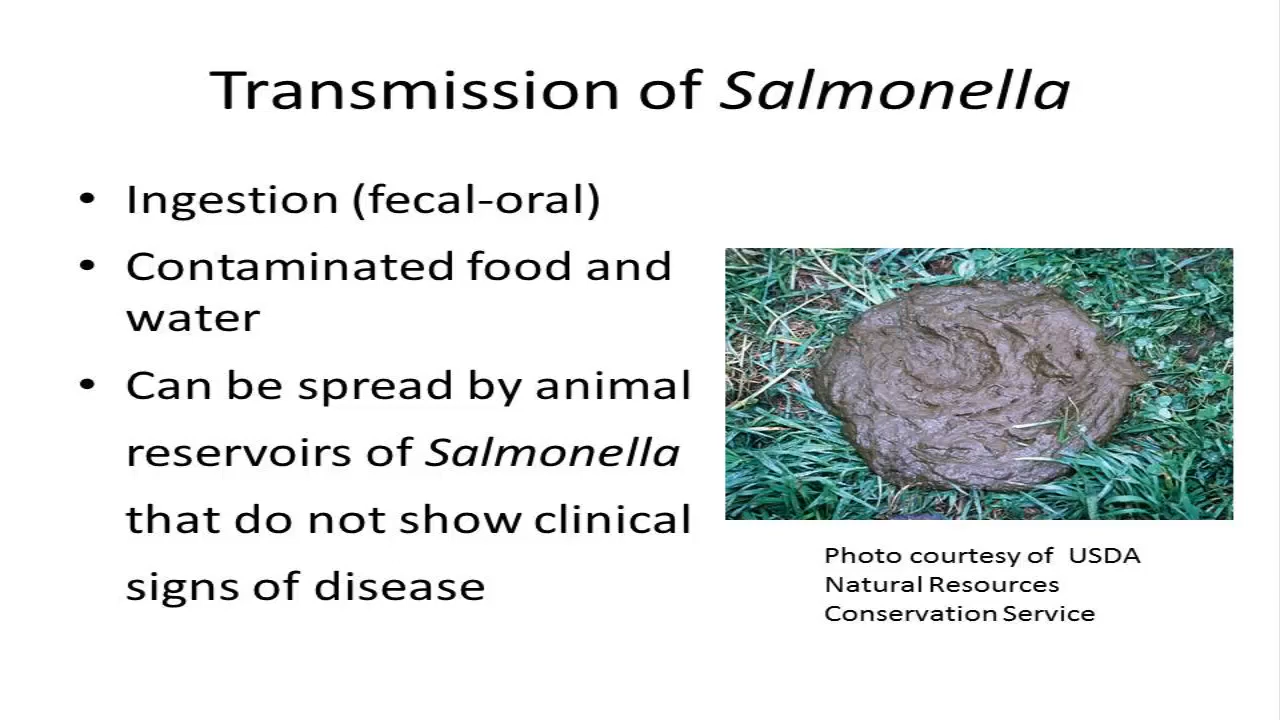 Transmission of Salmonella
• Ingestion (fecal-oral)
• Contaminated food and
water
• Can be spread by animal
reservoirs of Salmonella
that do not show clinical
signs of disease
Photo courtesy of USDA
Natural Resources
Conservation Service